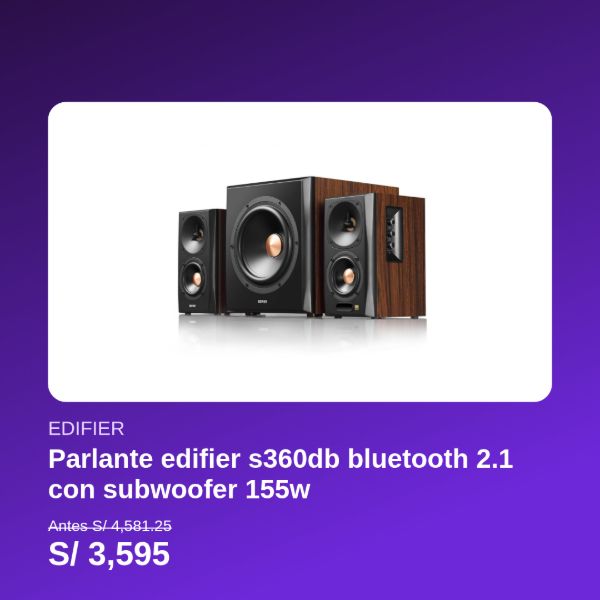 EDIFIER
Parlante edifier s360db bluetooth 2.1
con subwoofer 155w
Antes S/ 4,581.25
S/ 3,595